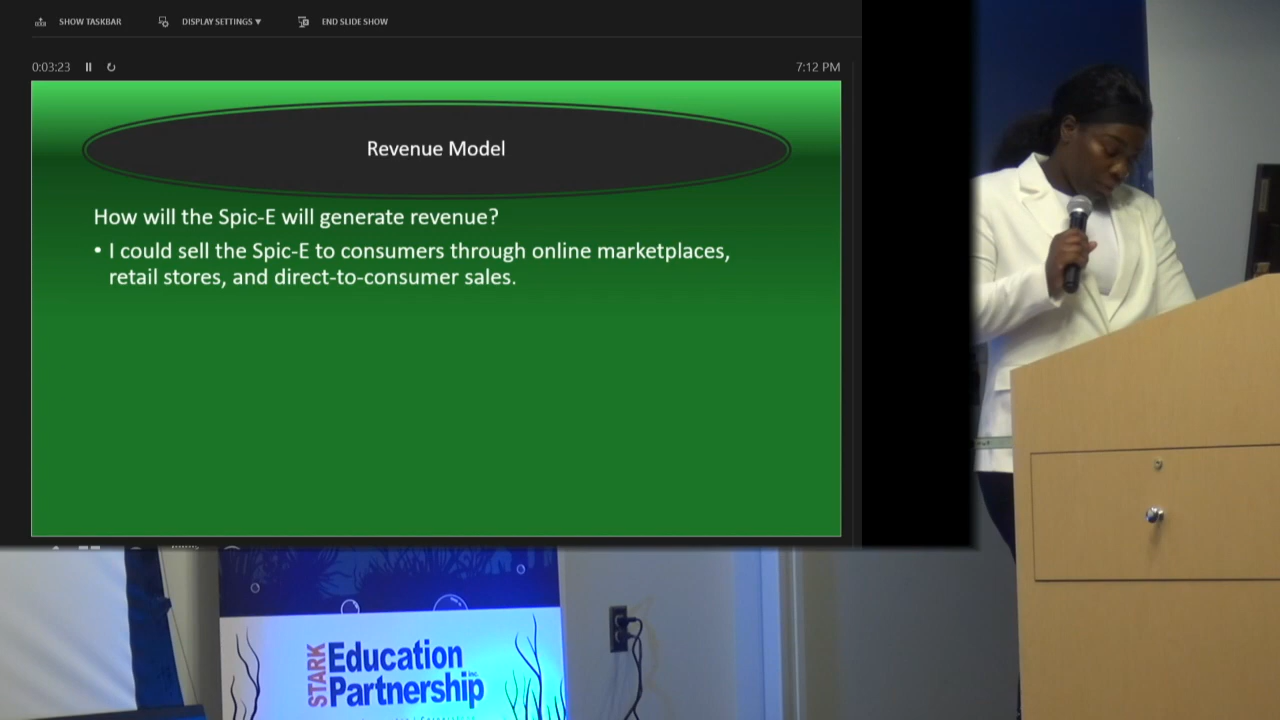 SHOW TASKBAR
DISPLAY SETTINGS ▼
END SLIDE SHOW
0:03:23
7:12 PM
Revenue Model
How will the Spic-E will generate revenue?
• I could sell the Spic-E to consumers through online marketplaces,
retail stores, and direct-to-consumer sales.
STARK
Education
Partnership
inc.